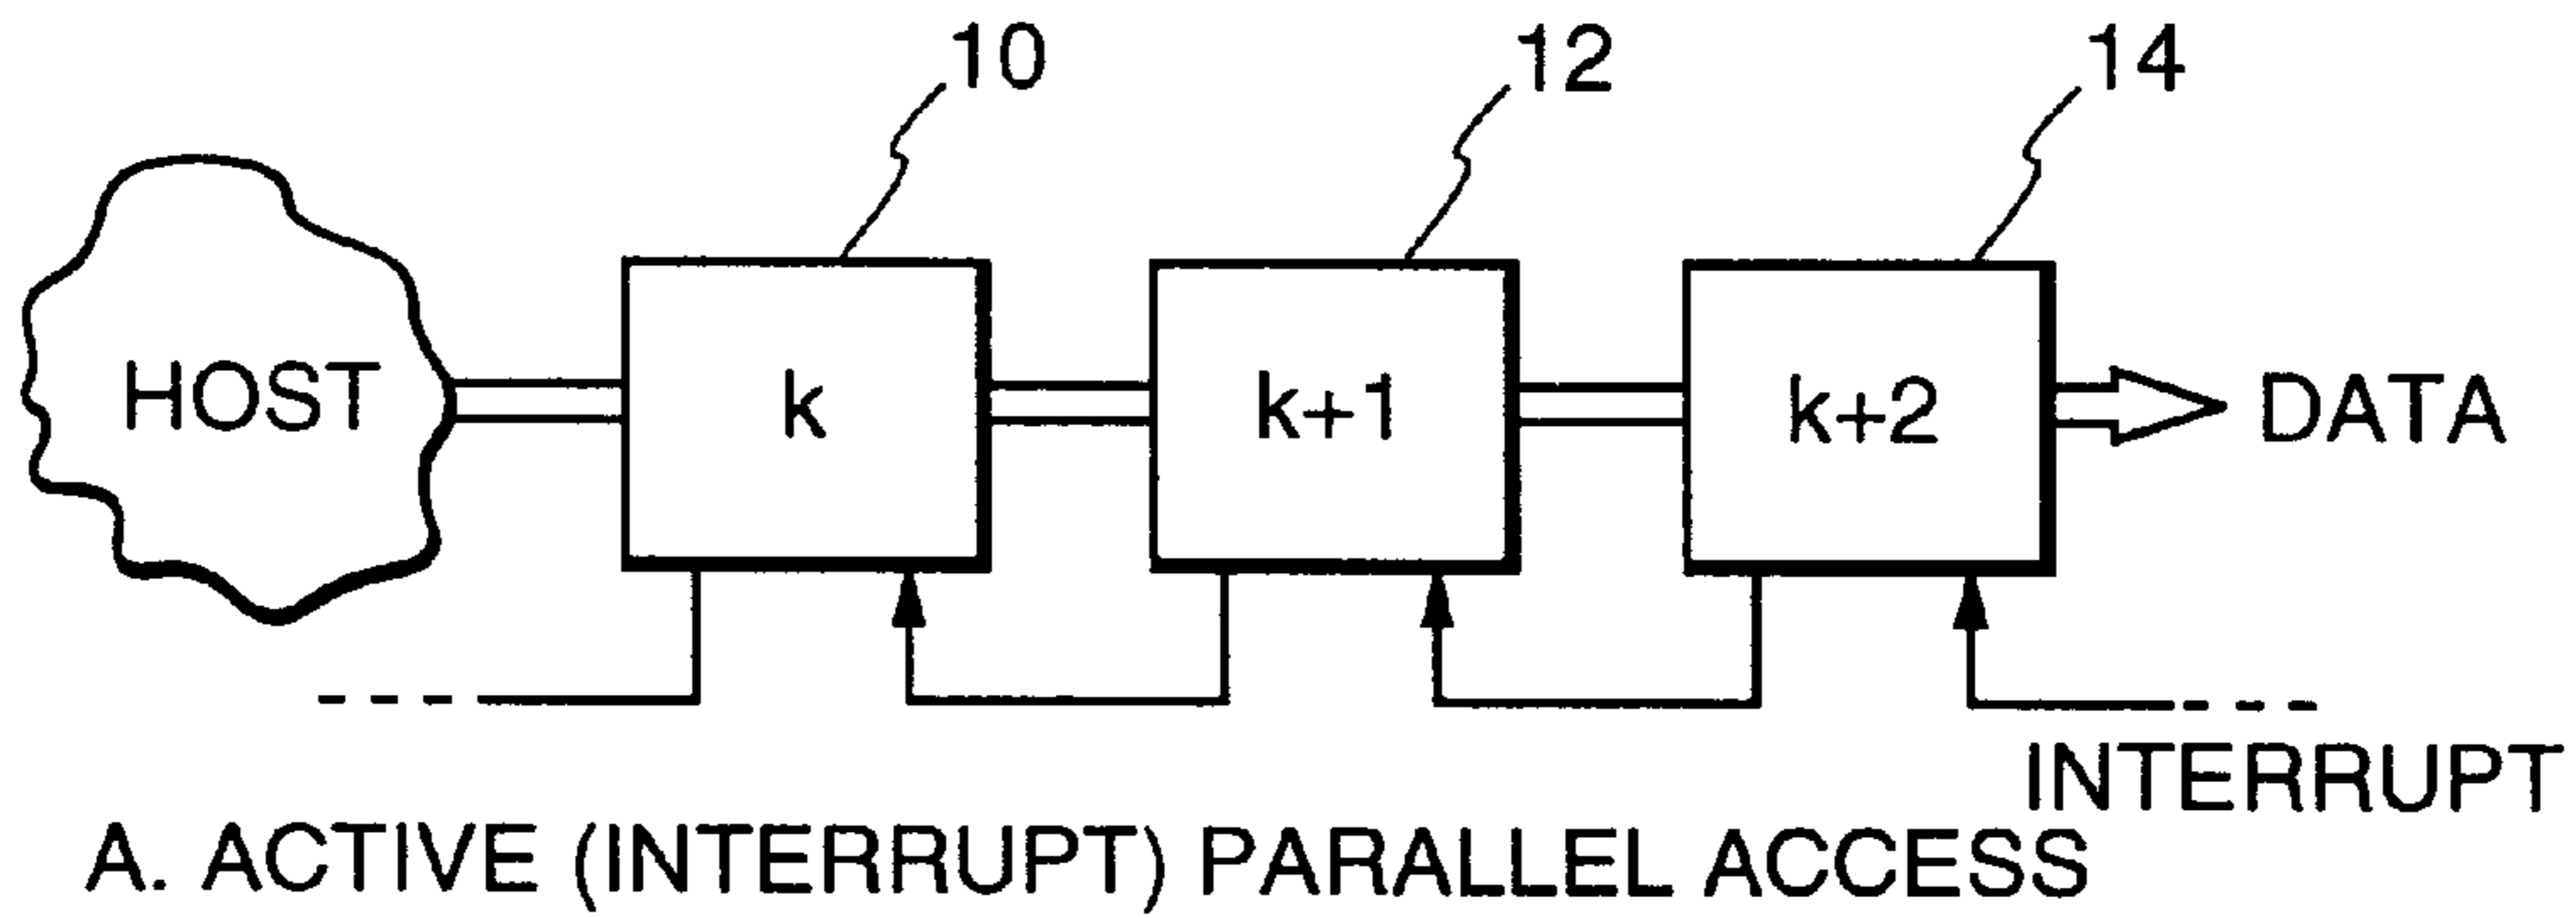 10
12
14
HOST
k
k+1
k+2
DATA
INTERRUPT
A. ACTIVE (INTERRUPT) PARALLEL ACCESS